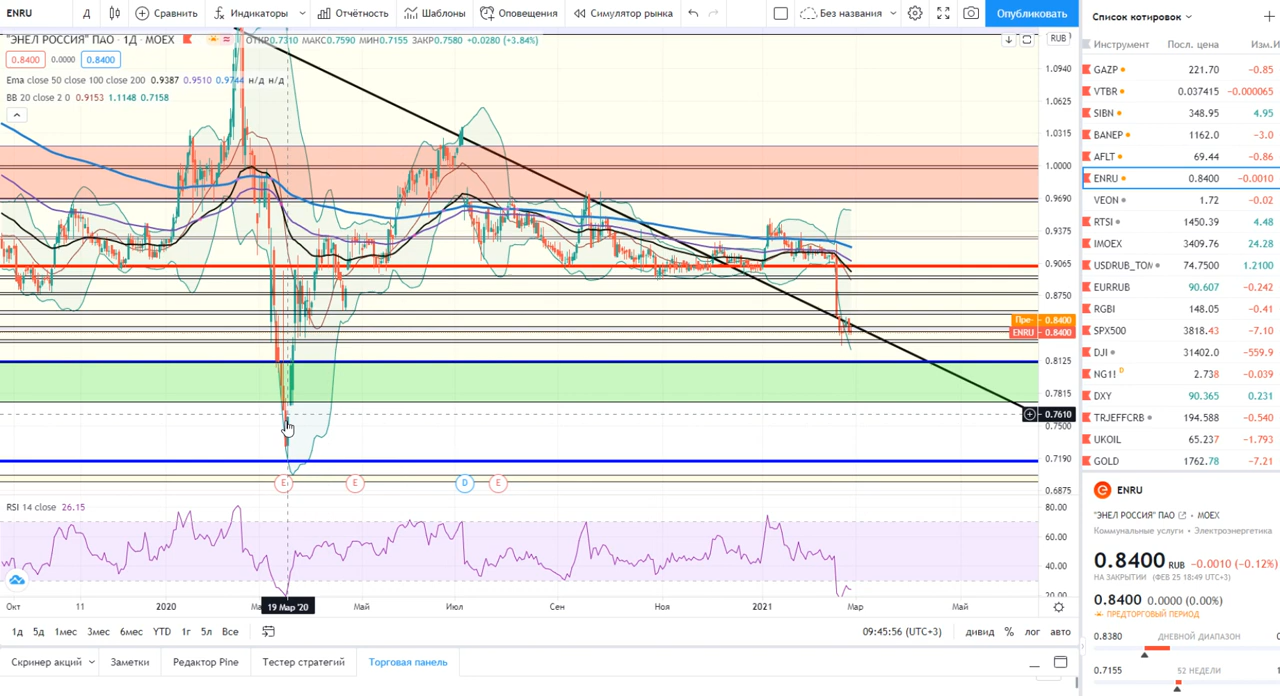 ENRU Д Сравнить Индикаторы Отчётность Шаблоны Оповещения Симулятор рынка Без названия Опубликовать
"ЭНЕЛ РОССИЯ" ПАО · 1Д · MOEX ОТКР0.7310 МАКС0.7590 МИН0.7155 ЗАКР0.7580 +0.0280 (+3.84%)
0.8400 0.0000 0.8400
Ema close 50 close 100 close 200 0.9387 0.9510 0.9744 н/д н/д
BB 20 close 2 0 0.9153 1.1148 0.7158
RUB
1.0940
1.0625
1.0315
1.0000
0.9690
0.9375
0.9065
0.8750
Пре- 0.8400
ENRU 0.8400
0.8125
0.7815
0.7610
0.7500
0.7190
0.6875
E E D E
RSI 14 close 26.15
80.00
60.00
40.00
20.00
Окт 11 2020 19 Мар '20 Май Июл Сен Ноя 2021 Мар Май
1д 5д 1мес 3мес 6мес YTD 1г 5л Все 09:45:56 (UTC+3) дивид % лог авто
Скринер акций Заметки Редактор Pine Тестер стратегий Торговая панель
Список котировок
Инструмент Посл. цена Изм.
GAZP 221.70 −0.85
VTBR 0.037415 −0.000065
SIBN 348.95 4.95
BANEP 1162.0 −3.0
AFLT 69.44 −0.86
ENRU 0.8400 −0.0010
VEON 1.72 −0.02
RTSI 1450.39 4.48
IMOEX 3409.76 24.28
USDRUB_TOM 74.7500 1.2100
EURRUB 90.607 −0.242
RGBI 148.05 −0.41
SPX500 3818.43 −7.10
DJI 31402.0 −559.9
NG1! D 2.738 −0.039
DXY 90.365 0.231
TRJEFFCRB 194.588 −0.540
UKOIL 65.237 −1.793
GOLD 1762.78 −7.21
ENRU
"ЭНЕЛ РОССИЯ" ПАО · MOEX
Коммунальные услуги · Электроэнергетика
0.8400 RUB −0.0010 (−0.12%)
НА ЗАКРЫТИИ (ФЕВ 25 18:49 UTC+3)
0.8400 0.0000 (0.00%)
ПРЕДТОРГОВЫЙ ПЕРИОД
0.8380 ДНЕВНОЙ ДИАПАЗОН
0.7155 52 НЕДЕЛИ